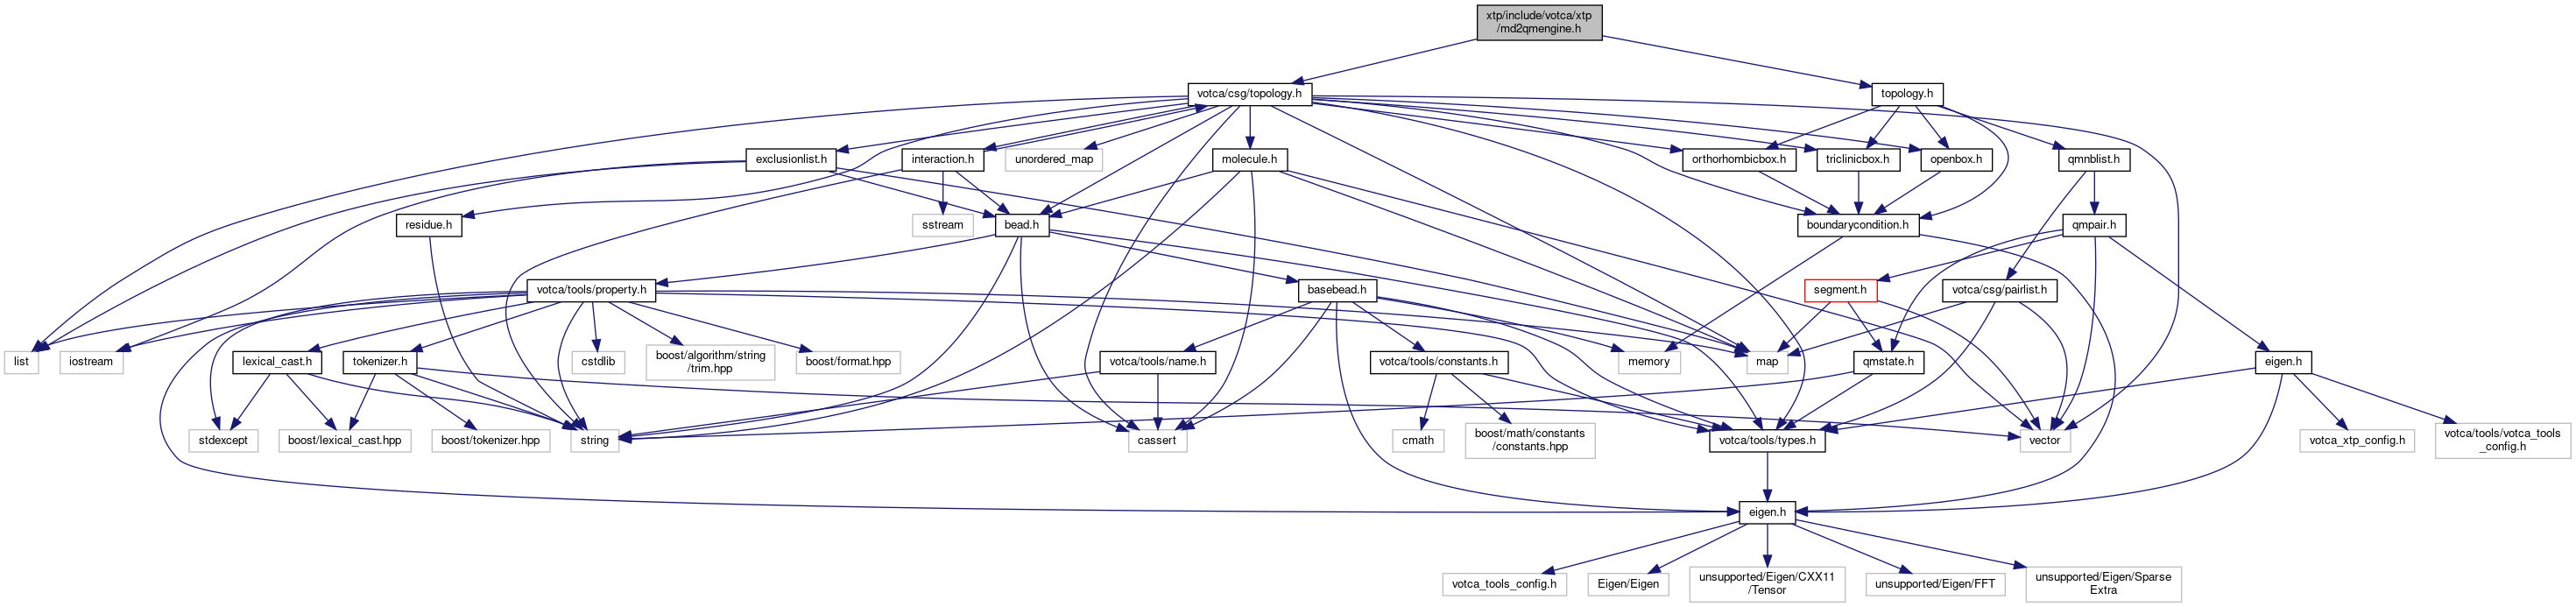 xtp/include/votca/xtp
/md2qmengine.h
votca/csg/topology.h
topology.h
exclusionlist.h
interaction.h
unordered_map
molecule.h
orthorhombicbox.h
triclinicbox.h
openbox.h
qmnblist.h
residue.h
sstream
bead.h
boundarycondition.h
qmpair.h
votca/tools/property.h
basebead.h
segment.h
votca/csg/pairlist.h
list
iostream
lexical_cast.h
tokenizer.h
cstdlib
boost/algorithm/string
/trim.hpp
boost/format.hpp
votca/tools/name.h
votca/tools/constants.h
memory
map
qmstate.h
eigen.h
stdexcept
boost/lexical_cast.hpp
boost/tokenizer.hpp
string
cassert
cmath
boost/math/constants
/constants.hpp
votca/tools/types.h
vector
votca_xtp_config.h
votca/tools/votca_tools
_config.h
eigen.h
votca_tools_config.h
Eigen/Eigen
unsupported/Eigen/CXX11
/Tensor
unsupported/Eigen/FFT
unsupported/Eigen/Sparse
Extra